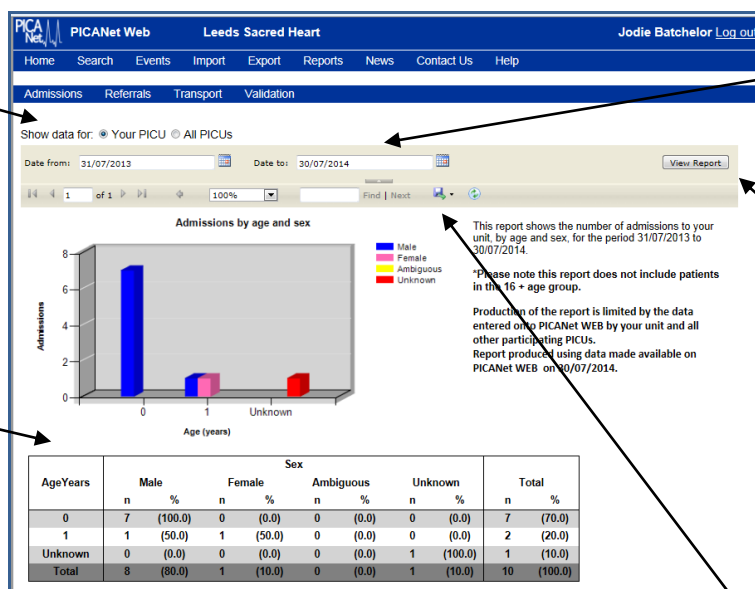 PICA Net PICANet Web Leeds Sacred Heart Jodie Batchelor Log out
Home Search Events Import Export Reports News Contact Us Help
Admissions Referrals Transport Validation
Show data for: Your PICU All PICUs
Date from: 31/07/2013 Date to: 30/07/2014 View Report
1 of 1 100% Find | Next
Admissions by age and sex
8
6
4
2
0
Admissions
0 1 Unknown
Age (years)
Male
Female
Ambiguous
Unknown
This report shows the number of admissions to your
unit, by age and sex, for the period 31/07/2013 to
30/07/2014.
*Please note this report does not include patients
in the 16 + age group.
Production of the report is limited by the data
entered onto PICANet WEB by your unit and all
other participating PICUs.
Report produced using data made available on
PICANet WEB on 30/07/2014.
Sex
AgeYears Male Female Ambiguous Unknown Total
n % n % n % n % n %
0 7 (100.0) 0 (0.0) 0 (0.0) 0 (0.0) 7 (70.0)
1 1 (50.0) 1 (50.0) 0 (0.0) 0 (0.0) 2 (20.0)
Unknown 0 (0.0) 0 (0.0) 0 (0.0) 1 (100.0) 1 (10.0)
Total 8 (80.0) 1 (10.0) 0 (0.0) 1 (10.0) 10 (100.0)